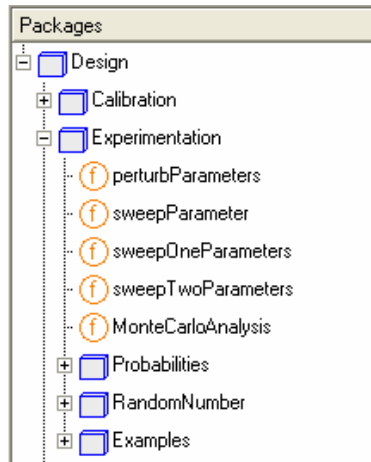 Packages
Design
Calibration
Experimentation
f perturbParameters
f sweepParameter
f sweepOneParameters
f sweepTwoParameters
f MonteCarloAnalysis
Probabilities
RandomNumber
Examples